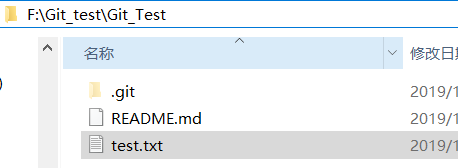 F:\Git_test\Git_Test
名称 修改日
.git 2019/1
README.md 2019/1
test.txt 2019/1